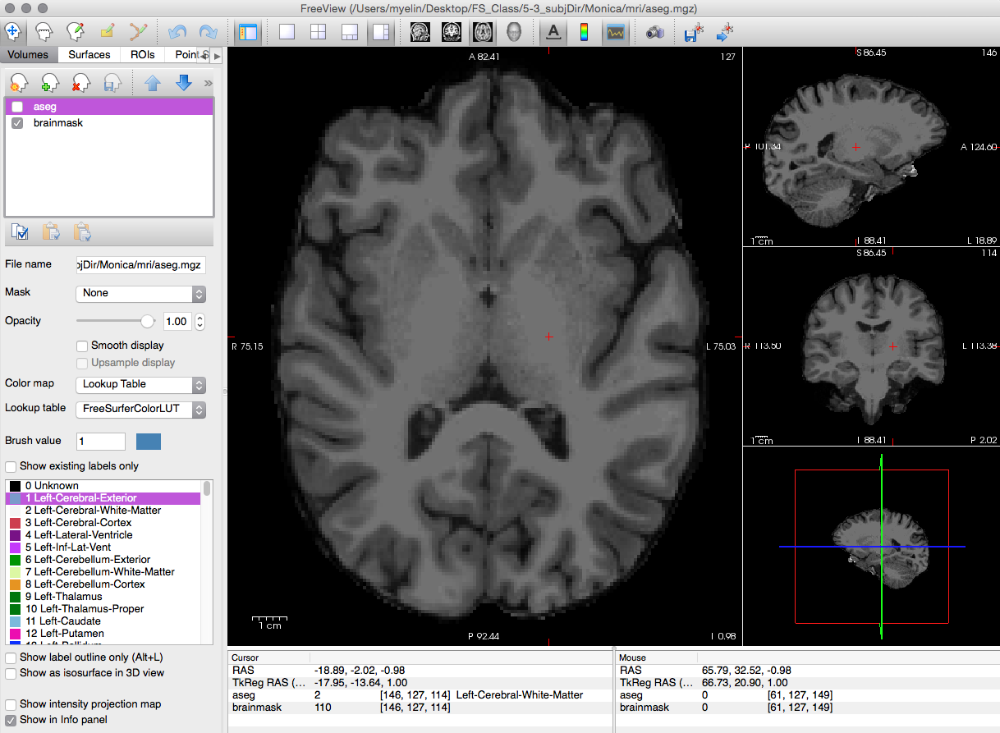 FreeView (/Users/myelin/Desktop/FS_Class/5-3_subjDir/Monica/mri/aseg.mgz)
Volumes Surfaces ROIs
aseg
brainmask
File name ojDir/Monica/mri/aseg.mgz
Mask None
Opacity 1.00
Smooth display
Upsample display
Color map Lookup Table
Lookup table FreeSurferColorLUT
Brush value 1
Show existing labels only
0 Unknown
1 Left-Cerebral-Exterior
2 Left-Cerebral-White-Matter
3 Left-Cerebral-Cortex
4 Left-Lateral-Ventricle
5 Left-Inf-Lat-Vent
6 Left-Cerebellum-Exterior
7 Left-Cerebellum-White-Matter
8 Left-Cerebellum-Cortex
9 Left-Thalamus
10 Left-Thalamus-Proper
11 Left-Caudate
12 Left-Putamen
Show label outline only (Alt+L)
Show as isosurface in 3D view
Show intensity projection map
Show in Info panel
A 82.41 127
R 75.15 L 75.03
1 cm
P 92.44 I 0.98
S 86.45 146
P 101.34 A 124.60
1 cm I 88.41 L 18.89
S 86.45 114
R 113.50 L 113.38
1 cm I 88.41 P 2.02
Cursor
RAS -18.89, -2.02, -0.98
TkReg RAS (... -17.95, -13.64, 1.00
aseg 2 [146, 127, 114] Left-Cerebral-White-Matter
brainmask 110 [146, 127, 114]
Mouse
RAS 65.79, 32.52, -0.98
TkReg RAS (... 66.73, 20.90, 1.00
aseg 0 [61, 127, 149]
brainmask 0 [61, 127, 149]